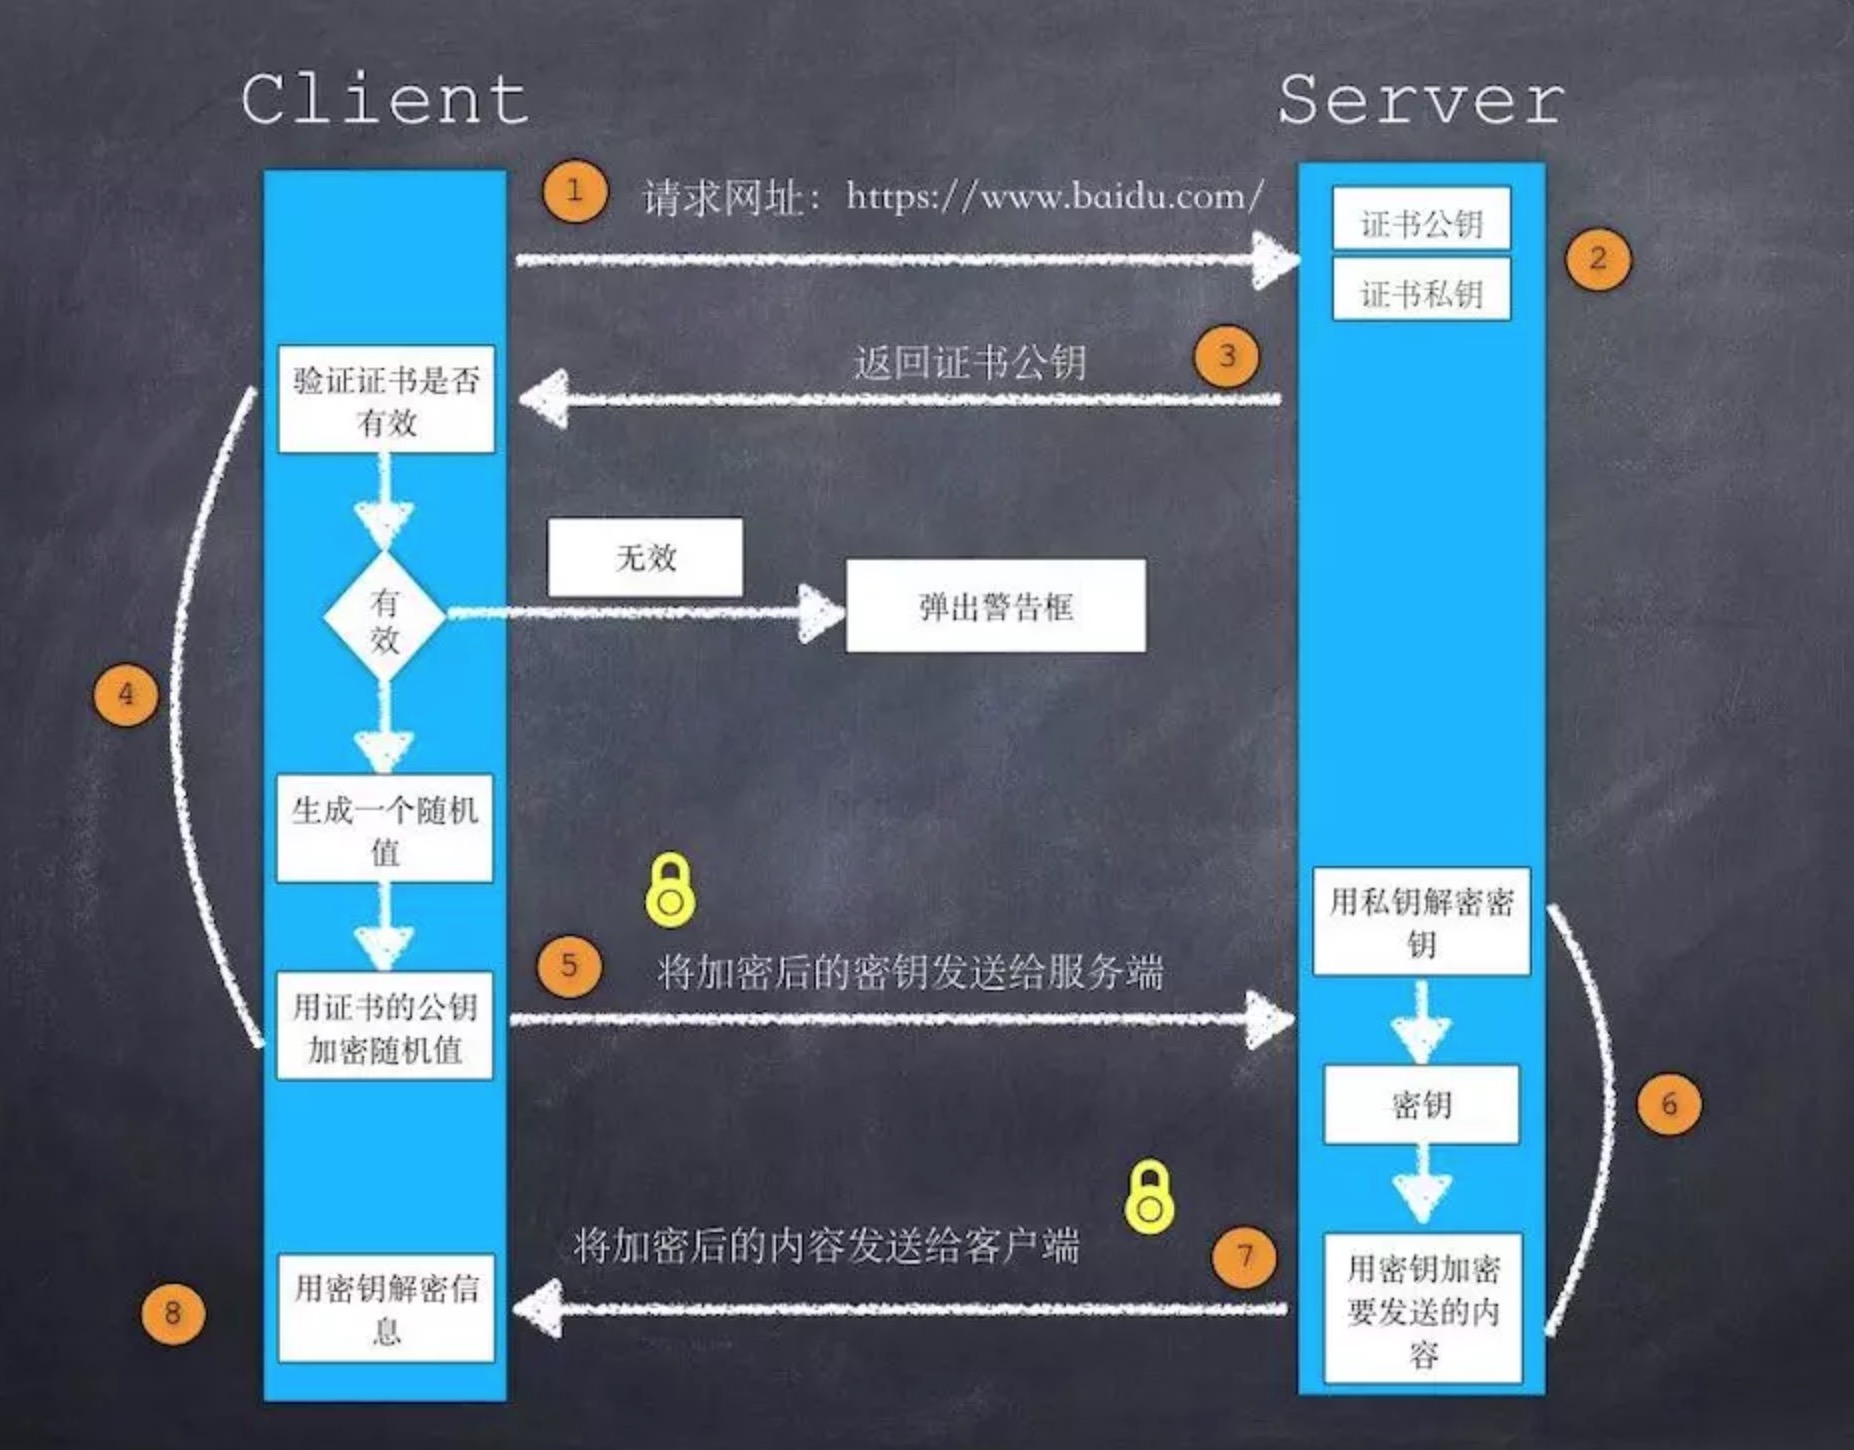 Client
Server
1
请求网址：https://www.baidu.com/
证书公钥
2
证书私钥
返回证书公钥
3
验证证书是否
有效
无效
有
效
弹出警告框
4
生成一个随机
值
用私钥解密密
钥
5
将加密后的密钥发送给服务端
用证书的公钥
加密随机值
密钥
6
将加密后的内容发送给客户端
7
用密钥加密
要发送的内
容
8
用密钥解密信
息